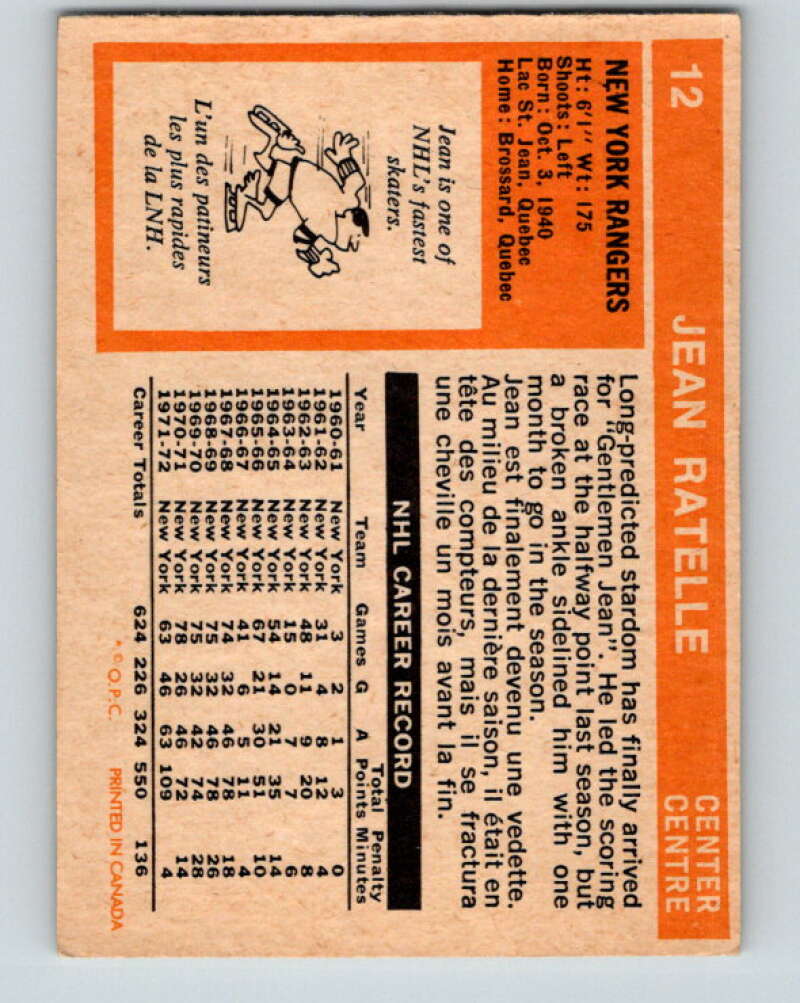 12 JEAN RATELLE CENTER
CENTRE
NEW YORK RANGERS
Ht: 6'1" Wt: 175
Shoots: Left
Born: Oct. 3, 1940
Lac St. Jean, Quebec
Home: Brossard, Quebec
Jean is one of
NHL's fastest
skaters.
L'un des patineurs
les plus rapides
de la LNH.
Long-predicted stardom has finally arrived
for "Gentlemen Jean". He led the scoring
race at the halfway point last season, but
a broken ankle sidelined him with one
month to go in the season.
Jean est finalement devenu une vedette.
Au milieu de la dernière saison, il était en
tête des compteurs, mais il se fractura
une cheville un mois avant la fin.
NHL CAREER RECORD
Total Penalty
Year Team Games G A Points Minutes
1960-61 New York 3 2 1 3 0
1961-62 New York 31 4 8 12 4
1962-63 New York 48 11 9 20 8
1963-64 New York 15 0 7 7 6
1964-65 New York 54 14 21 35 14
1965-66 New York 67 21 30 51 10
1966-67 New York 41 6 5 11 4
1967-68 New York 74 32 46 78 18
1968-69 New York 75 32 46 78 26
1969-70 New York 75 32 42 74 28
1970-71 New York 78 26 46 72 14
1971-72 New York 63 46 63 109 4
Career Totals 624 226 324 550 136
* © O.P.C. PRINTED IN CANADA